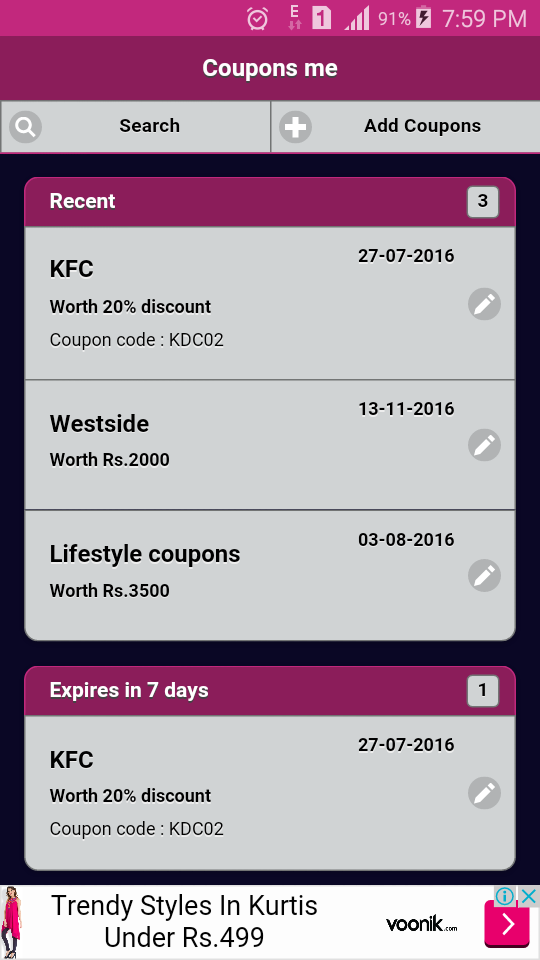 E 1 91% 7:59 PM
Coupons me
Search Add Coupons
Recent 3
27-07-2016
KFC
Worth 20% discount
Coupon code : KDC02
13-11-2016
Westside
Worth Rs.2000
03-08-2016
Lifestyle coupons
Worth Rs.3500
Expires in 7 days 1
27-07-2016
KFC
Worth 20% discount
Coupon code : KDC02
Trendy Styles In Kurtis
Under Rs.499
voonik.com